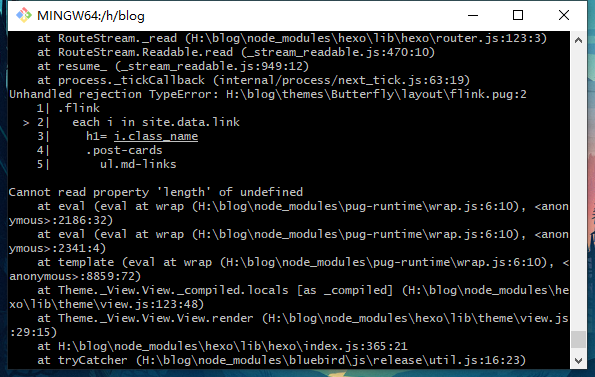 MINGW64:/h/blog
    at RouteStream._read (H:\blog\node_modules\hexo\lib\hexo\router.js:123:3)
    at RouteStream.Readable.read (_stream_readable.js:470:10)
    at resume_ (_stream_readable.js:949:12)
    at process._tickCallback (internal/process/next_tick.js:63:19)
Unhandled rejection TypeError: H:\blog\themes\Butterfly\layout\flink.pug:2
    1| .flink
  > 2|   each i in site.data.link
    3|     h1= i.class_name
    4|     .post-cards
    5|       ul.md-links
Cannot read property 'length' of undefined
    at eval (eval at wrap (H:\blog\node_modules\pug-runtime\wrap.js:6:10), <anon
ymous>:2186:32)
    at eval (eval at wrap (H:\blog\node_modules\pug-runtime\wrap.js:6:10), <anon
ymous>:2341:4)
    at template (eval at wrap (H:\blog\node_modules\pug-runtime\wrap.js:6:10), <
anonymous>:8859:72)
    at Theme._View.View._compiled.locals [as _compiled] (H:\blog\node_modules\he
xo\lib\theme\view.js:123:48)
    at Theme._View.View.View.render (H:\blog\node_modules\hexo\lib\theme\view.js
:29:15)
    at H:\blog\node_modules\hexo\lib\hexo\index.js:365:21
    at tryCatcher (H:\blog\node_modules\bluebird\js\release\util.js:16:23)